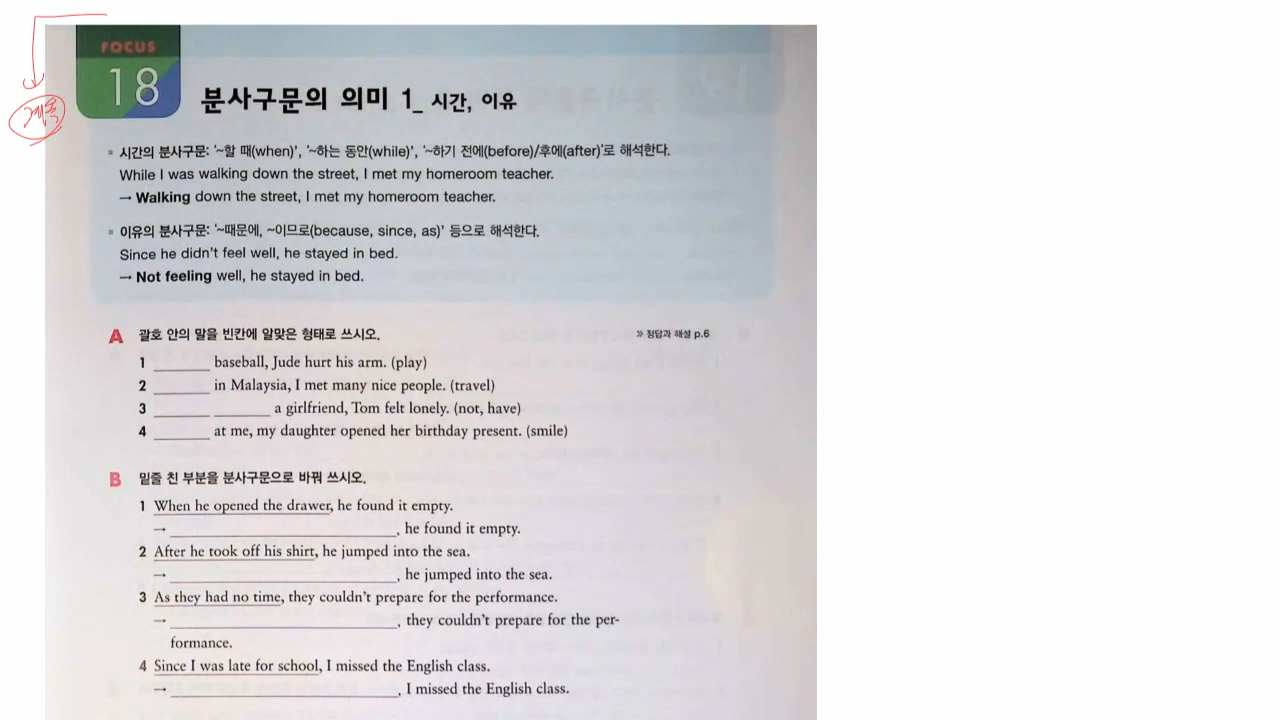 FOCUS
18
계속
분사구문의 의미 1_ 시간, 이유
▪ 시간의 분사구문: '~할 때(when)', '~하는 동안(while)', '~하기 전에(before)/후에(after)'로 해석한다.
While I was walking down the street, I met my homeroom teacher.
→ Walking down the street, I met my homeroom teacher.
▪ 이유의 분사구문: '~때문에, ~이므로(because, since, as)' 등으로 해석한다.
Since he didn't feel well, he stayed in bed.
→ Not feeling well, he stayed in bed.
A 괄호 안의 말을 빈칸에 알맞은 형태로 쓰시오. » 정답과 해설 p.6
1 ______ baseball, Jude hurt his arm. (play)
2 ______ in Malaysia, I met many nice people. (travel)
3 ______ ______ a girlfriend, Tom felt lonely. (not, have)
4 ______ at me, my daughter opened her birthday present. (smile)
B 밑줄 친 부분을 분사구문으로 바꿔 쓰시오.
1 When he opened the drawer, he found it empty.
→ ______________________, he found it empty.
2 After he took off his shirt, he jumped into the sea.
→ ______________________, he jumped into the sea.
3 As they had no time, they couldn't prepare for the performance.
→ ______________________, they couldn't prepare for the per-
formance.
4 Since I was late for school, I missed the English class.
→ ______________________, I missed the English class.